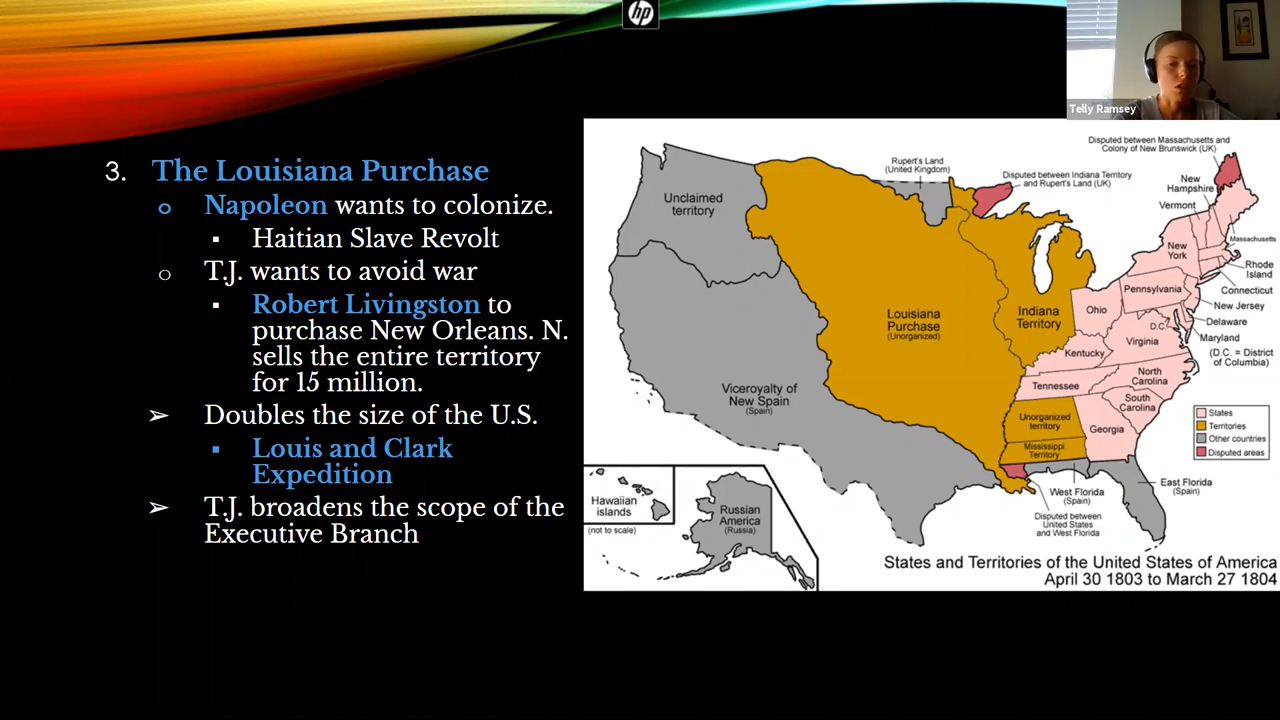 hp
Telly Ramsey
3. The Louisiana Purchase
o Napoleon wants to colonize.
▪ Haitian Slave Revolt
o T.J. wants to avoid war
▪ Robert Livingston to
purchase New Orleans. N.
sells the entire territory
for 15 million.
➢ Doubles the size of the U.S.
▪ Louis and Clark
Expedition
➢ T.J. broadens the scope of the
Executive Branch
Disputed between Massachusetts and
Colony of New Brunswick (UK)
Rupert's Land
(United Kingdom)
Disputed between Indiana Territory
and Rupert's Land (UK)
Unclaimed
territory
New
Hampshire
Vermont
Massachusetts
New
York
Rhode
Island
Connecticut
Pennsylvania
New Jersey
Ohio
Delaware
Indiana
Territory
Louisiana
Purchase
(Unorganized)
D.C.
Maryland
(D.C. = District
of Columbia)
Virginia
Kentucky
North
Carolina
Tennessee
South
Carolina
Viceroyalty of
New Spain
(Spain)
Unorganized
territory
Georgia
Mississippi
Territory
States
Territories
Other countries
Disputed areas
West Florida
(Spain)
East Florida
(Spain)
Disputed between
United States
and West Florida
Hawaiian
islands
(not to scale)
Russian
America
(Russia)
States and Territories of the United States of America
April 30 1803 to March 27 1804